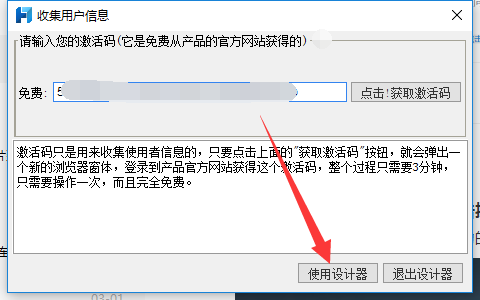 收集用户信息
请输入您的激活码(它是免费从产品的官方网站获得的)
免费:
点击!获取激活码
激活码只是用来收集使用者信息的，只要点击上面的"获取激活码"按钮，就会弹出一
个新的浏览器窗体，登录到产品官方网站获得这个激活码，整个过程只需要3分钟，
只需要操作一次，而且完全免费。
使用设计器 退出设计器
03-01